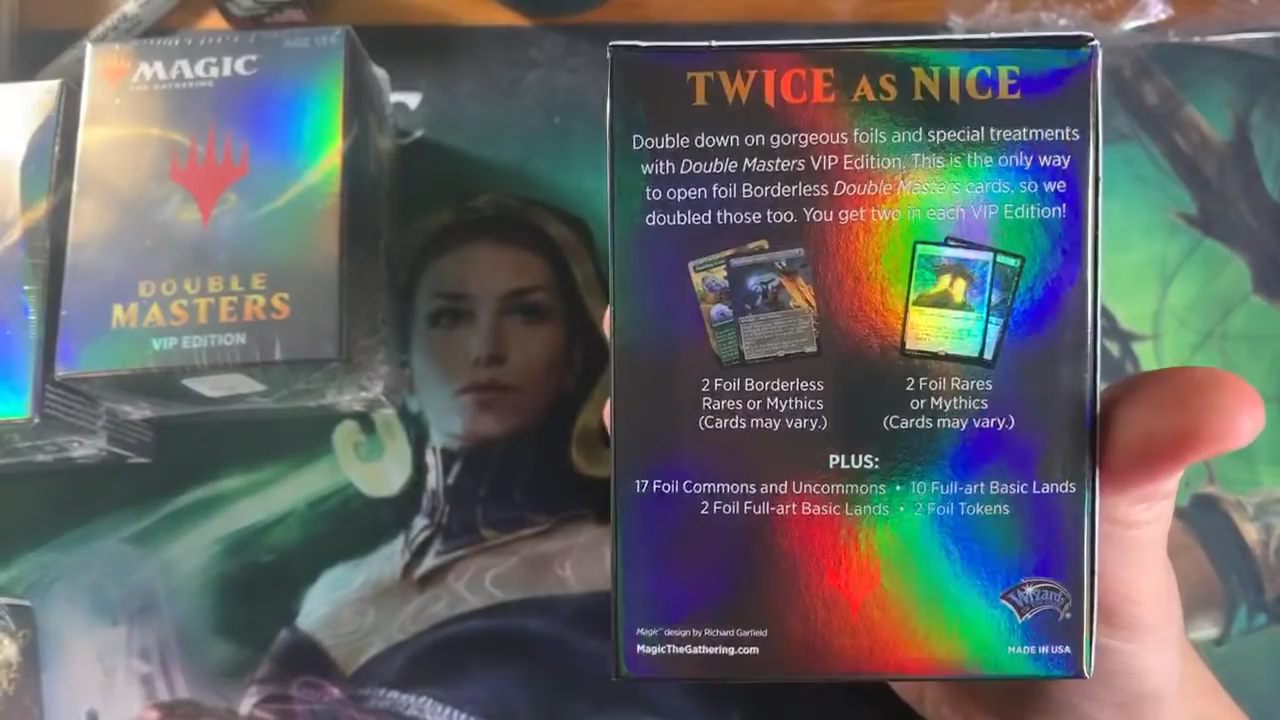 AGE 13+
MAGIC
THE GATHERING
DOUBLE
MASTERS
VIP EDITION
TWICE AS NICE
Double down on gorgeous foils and special treatments
with Double Masters VIP Edition. This is the only way
to open foil Borderless Double Masters cards, so we
doubled those too. You get two in each VIP Edition!
2 Foil Borderless
Rares or Mythics
(Cards may vary.)
2 Foil Rares
or Mythics
(Cards may vary.)
PLUS:
17 Foil Commons and Uncommons • 10 Full-art Basic Lands
2 Foil Full-art Basic Lands • 2 Foil Tokens
Wizards
Magic™ design by Richard Garfield
MagicTheGathering.com
MADE IN USA